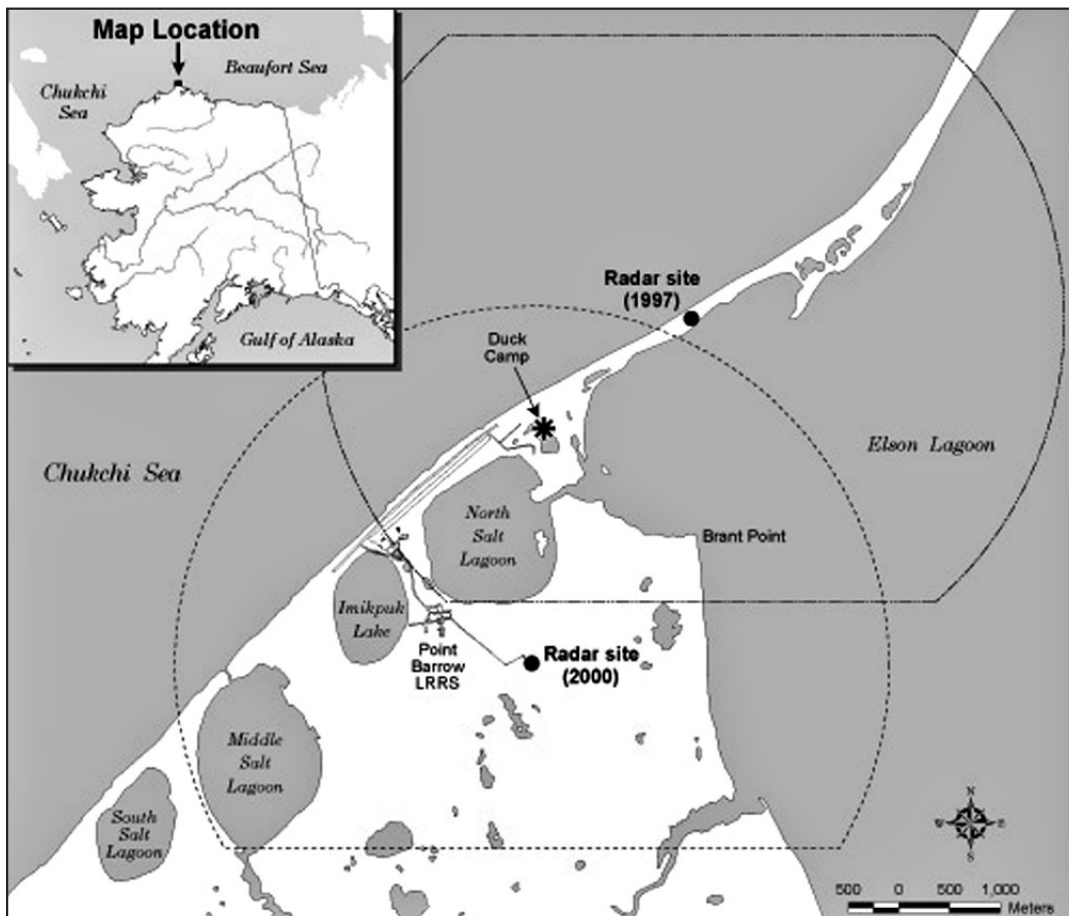 Map Location
Beaufort Sea
Chukchi
Sea
Gulf of Alaska
Radar site
(1997)
Duck
Camp
Elson Lagoon
Chukchi Sea
North
Salt
Lagoon
Brant Point
Imikpuk
Lake
Point
Barrow
LRRS
Radar site
(2000)
Middle
Salt
Lagoon
South
Salt
Lagoon
N
W
E
S
500 0 500 1,000
Meters